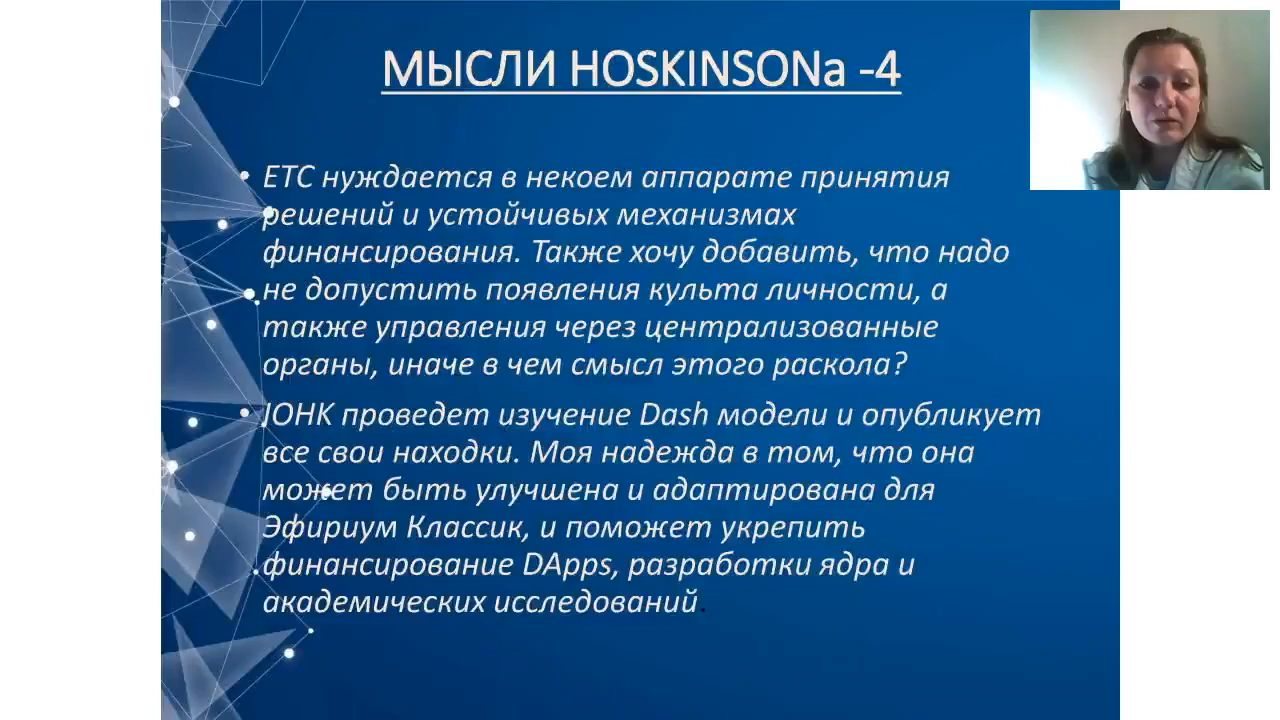 МЫСЛИ HOSKINSONа -4
• ETC нуждается в некоем аппарате принятия
решений и устойчивых механизмах
финансирования. Также хочу добавить, что надо
не допустить появления культа личности, а
также управления через централизованные
органы, иначе в чем смысл этого раскола?
• IOHK проведет изучение Dash модели и опубликует
все свои находки. Моя надежда в том, что она
может быть улучшена и адаптирована для
Эфириум Классик, и поможет укрепить
финансирование DApps, разработки ядра и
академических исследований.